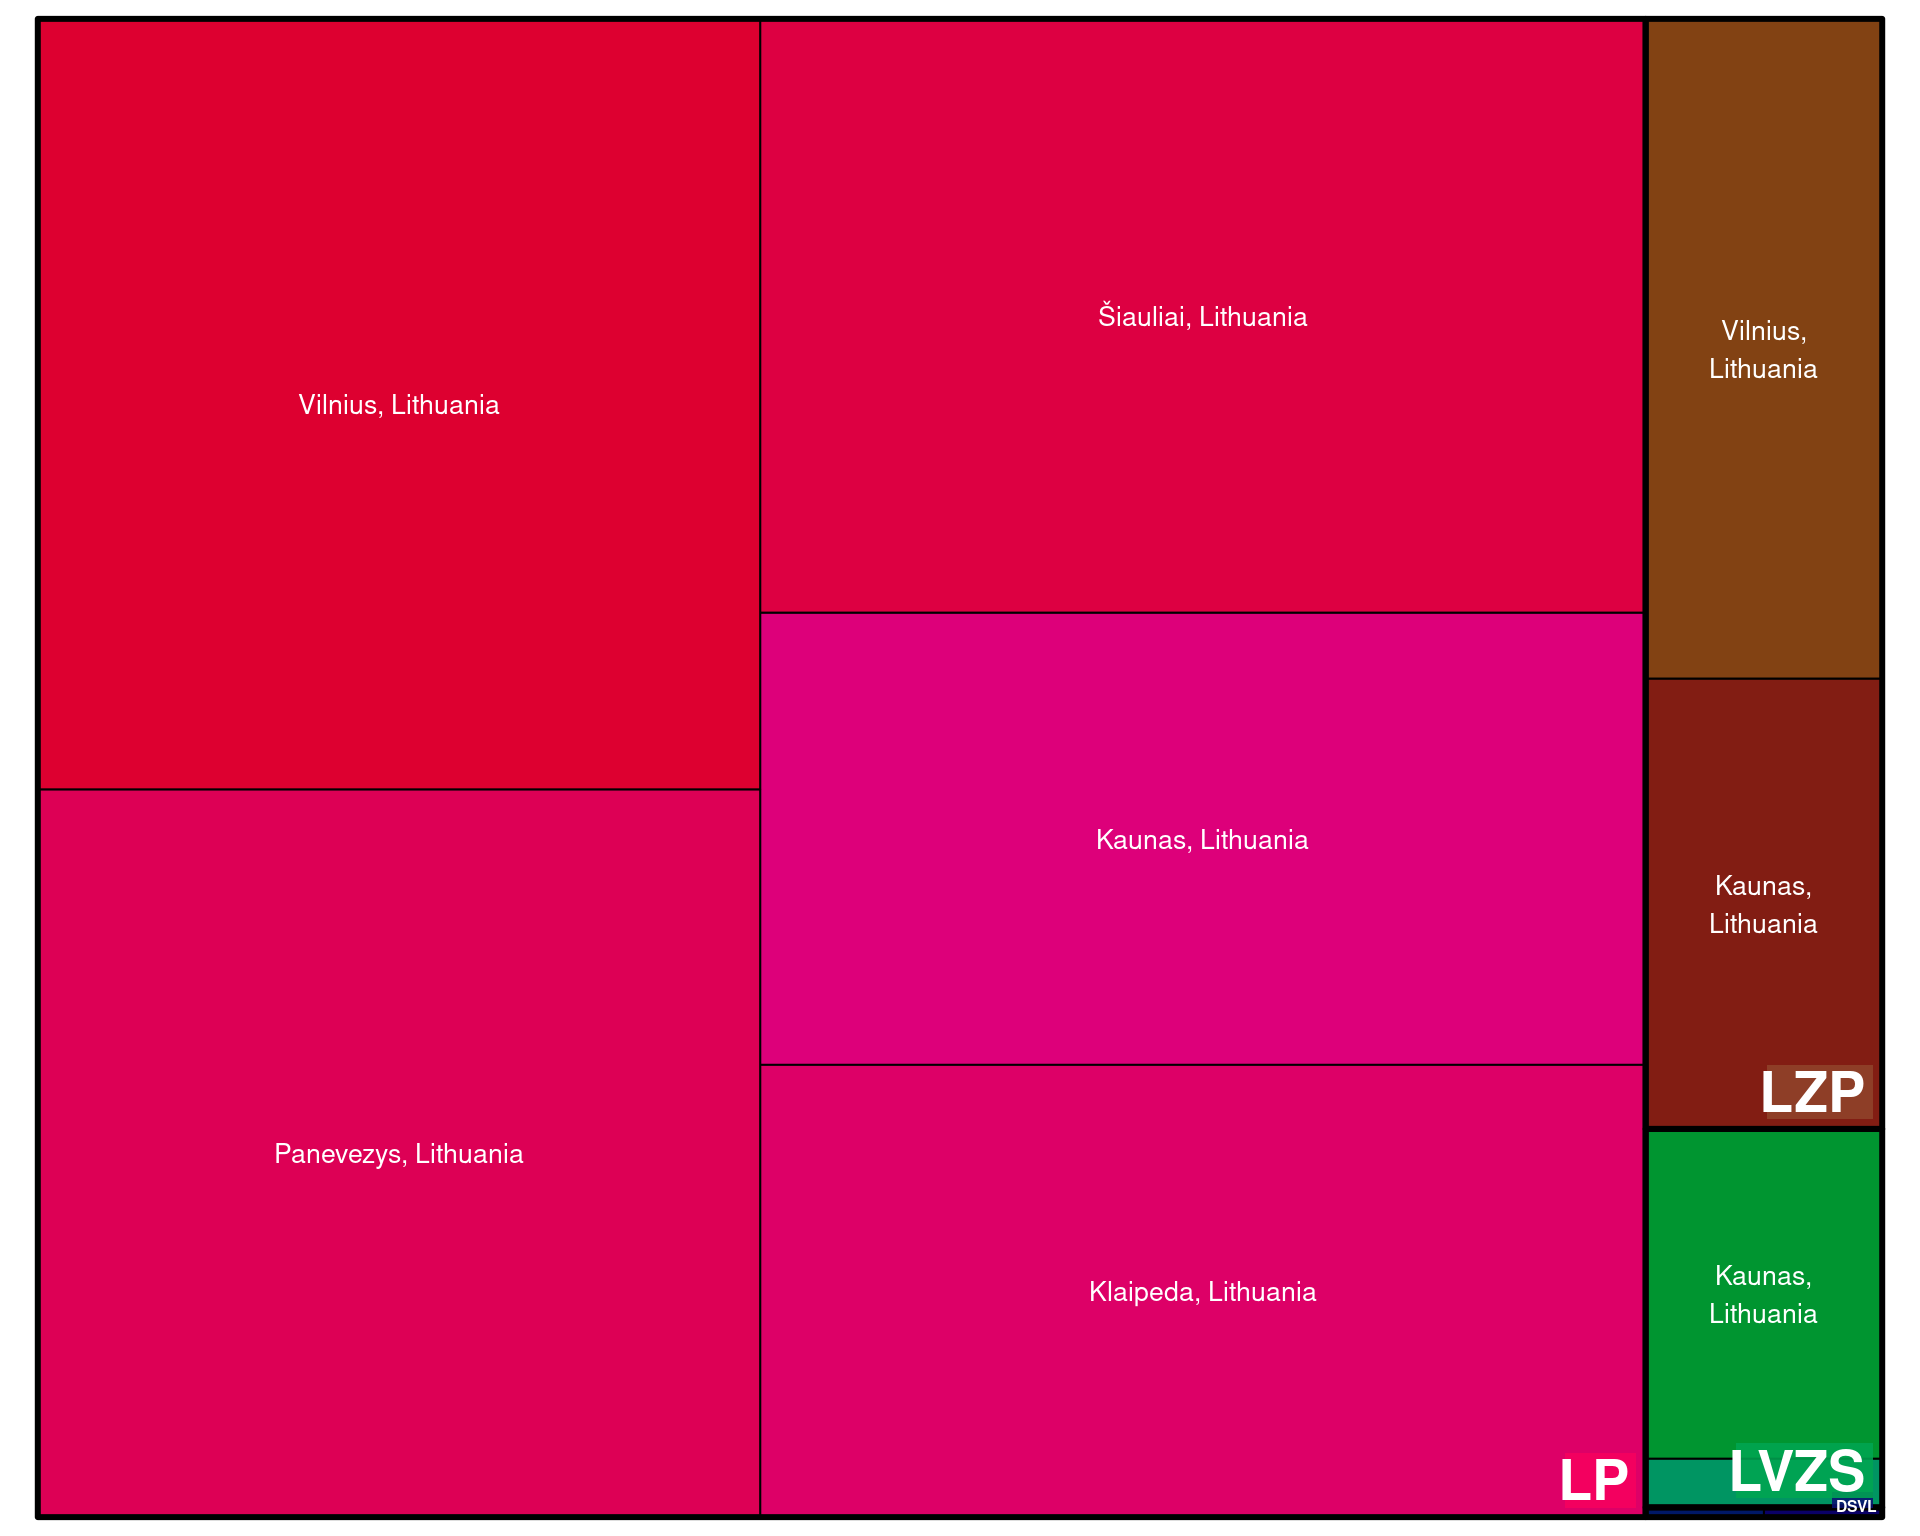 Vilnius, Lithuania
Panevezys, Lithuania
Šiauliai, Lithuania
Kaunas, Lithuania
Klaipeda, Lithuania
LP
Vilnius,
Lithuania
Kaunas,
Lithuania
LZP
Kaunas,
Lithuania
LVZS
DSVL